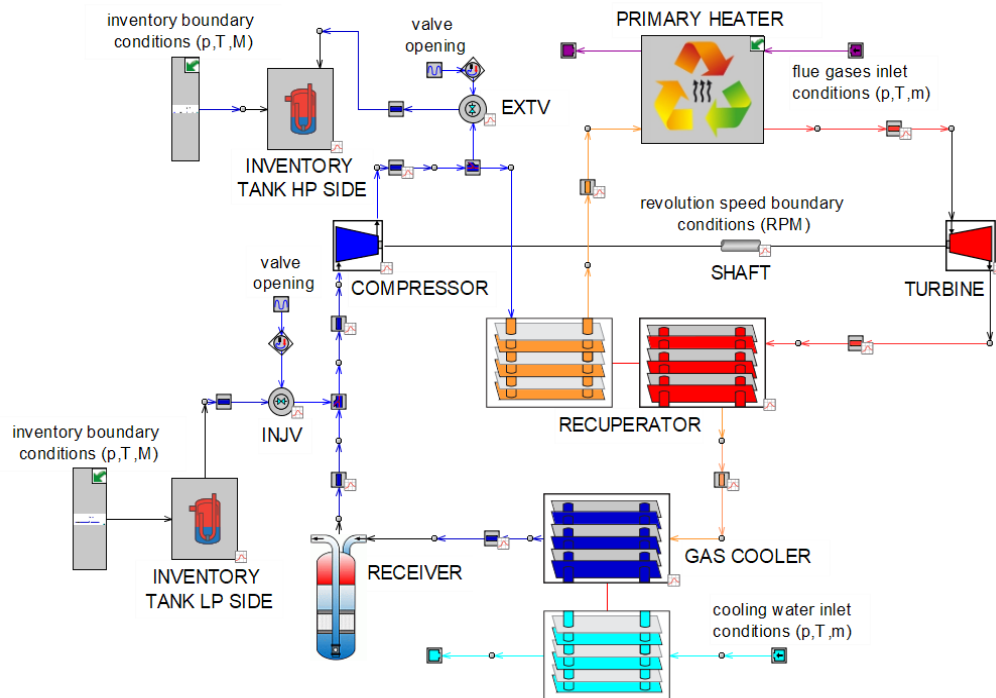 inventory boundary
conditions (p,T,M)
valve
opening
EXTV
INVENTORY
TANK HP SIDE
PRIMARY HEATER
flue gases inlet
conditions (p,T,m)
revolution speed boundary
conditions (RPM)
SHAFT
TURBINE
COMPRESSOR
valve
opening
INJV
inventory boundary
conditions (p,T,M)
INVENTORY
TANK LP SIDE
RECUPERATOR
RECEIVER
GAS COOLER
cooling water inlet
conditions (p,T,m)